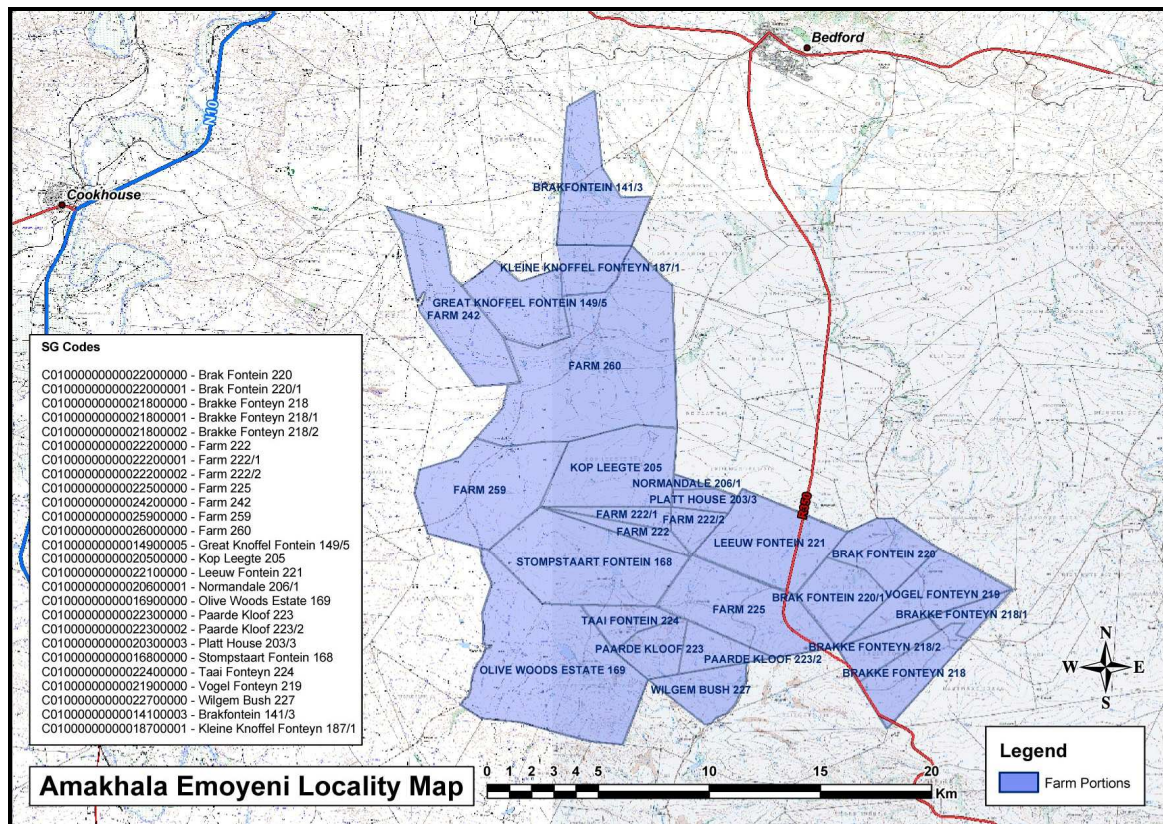 Bedford
N10
Cookhouse
BRAKFONTEIN 141/3
KLEINE KNOFFEL FONTEYN 187/1
GREAT KNOFFEL FONTEIN 149/5
FARM 242
FARM 260
KOP LEEGTE 205
FARM 259
NORMANDALE 206/1
PLATT HOUSE 203/3
R350
FARM 222/1
FARM 222/2
FARM 222
LEEUW FONTEIN 221
BRAK FONTEIN 220
STOMPSTAART FONTEIN 168
BRAK FONTEIN 220/1
VOGEL FONTEYN 219
FARM 225
BRAKKE FONTEYN 218/1
TAAI FONTEIN 224
PAARDE KLOOF 223
BRAKKE FONTEYN 218/2
PAARDE KLOOF 223/2
OLIVE WOODS ESTATE 169
BRAKKE FONTEYN 218
WILGEM BUSH 227
SG Codes
C01000000000022000000 - Brak Fontein 220
C01000000000022000001 - Brak Fontein 220/1
C01000000000021800000 - Brakke Fonteyn 218
C01000000000021800001 - Brakke Fonteyn 218/1
C01000000000021800002 - Brakke Fonteyn 218/2
C01000000000022200000 - Farm 222
C01000000000022200001 - Farm 222/1
C01000000000022200002 - Farm 222/2
C01000000000022500000 - Farm 225
C01000000000024200000 - Farm 242
C01000000000025900000 - Farm 259
C01000000000026000000 - Farm 260
C01000000000014900005 - Great Knoffel Fontein 149/5
C01000000000020500000 - Kop Leegte 205
C01000000000022100000 - Leeuw Fontein 221
C01000000000020600001 - Normandale 206/1
C01000000000016900000 - Olive Woods Estate 169
C01000000000022300000 - Paarde Kloof 223
C01000000000022300002 - Paarde Kloof 223/2
C01000000000020300003 - Platt House 203/3
C01000000000016800000 - Stompstaart Fontein 168
C01000000000022400000 - Taai Fonteyn 224
C01000000000021900000 - Vogel Fonteyn 219
C01000000000022700000 - Wilgem Bush 227
C01000000000014100003 - Brakfontein 141/3
C01000000000018700001 - Kleine Knoffel Fonteyn 187/1
N
W E
S
Legend
Farm Portions
Amakhala Emoyeni Locality Map
0 1 2 3 4 5 10 15 20
Km